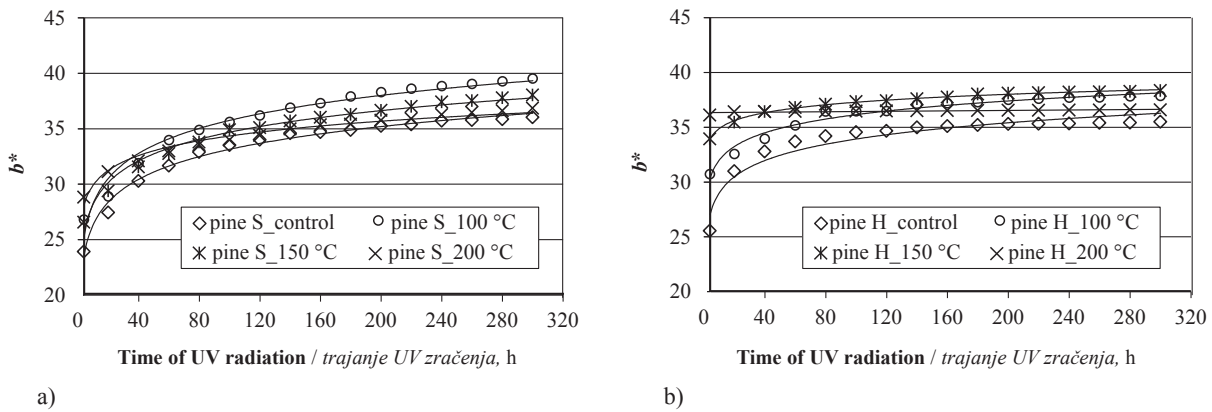 45
40
35
30
25
20
b*
pine S_control
pine S_100 °C
pine S_150 °C
pine S_200 °C
0 40 80 120 160 200 240 280 320
Time of UV radiation / trajanje UV zračenja, h
a)
45
40
35
30
25
20
b*
pine H_control
pine H_100 °C
pine H_150 °C
pine H_200 °C
0 40 80 120 160 200 240 280 320
Time of UV radiation / trajanje UV zračenja, h
b)